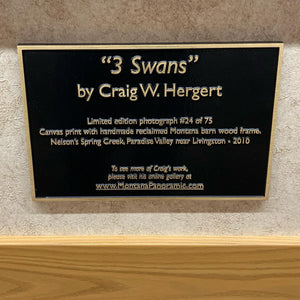 "3 Swans"
by Craig W. Hergert
Limited edition photograph #24 of 75
Canvas print with handmade reclaimed Montana barn wood frame.
Nelson's Spring Creek, Paradise Valley near Livingston - 2010
To see more of Craig's work,
please visit his online gallery at
www.MontanaPanoramic.com